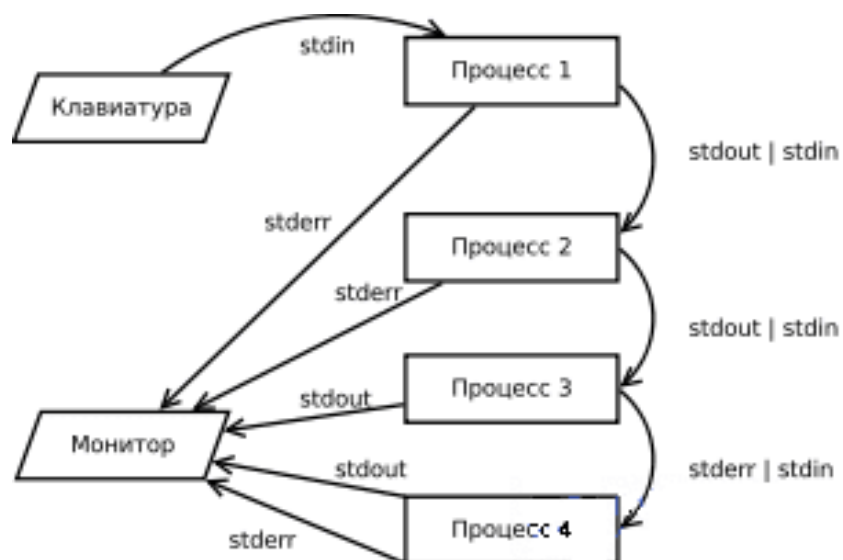 stdin
Процесс 1
Клавиатура
stdout | stdin
stderr
Процесс 2
stderr
stdout | stdin
Процесс 3
stdout
Монитор
stdout
stderr | stdin
Процесс 4
stderr